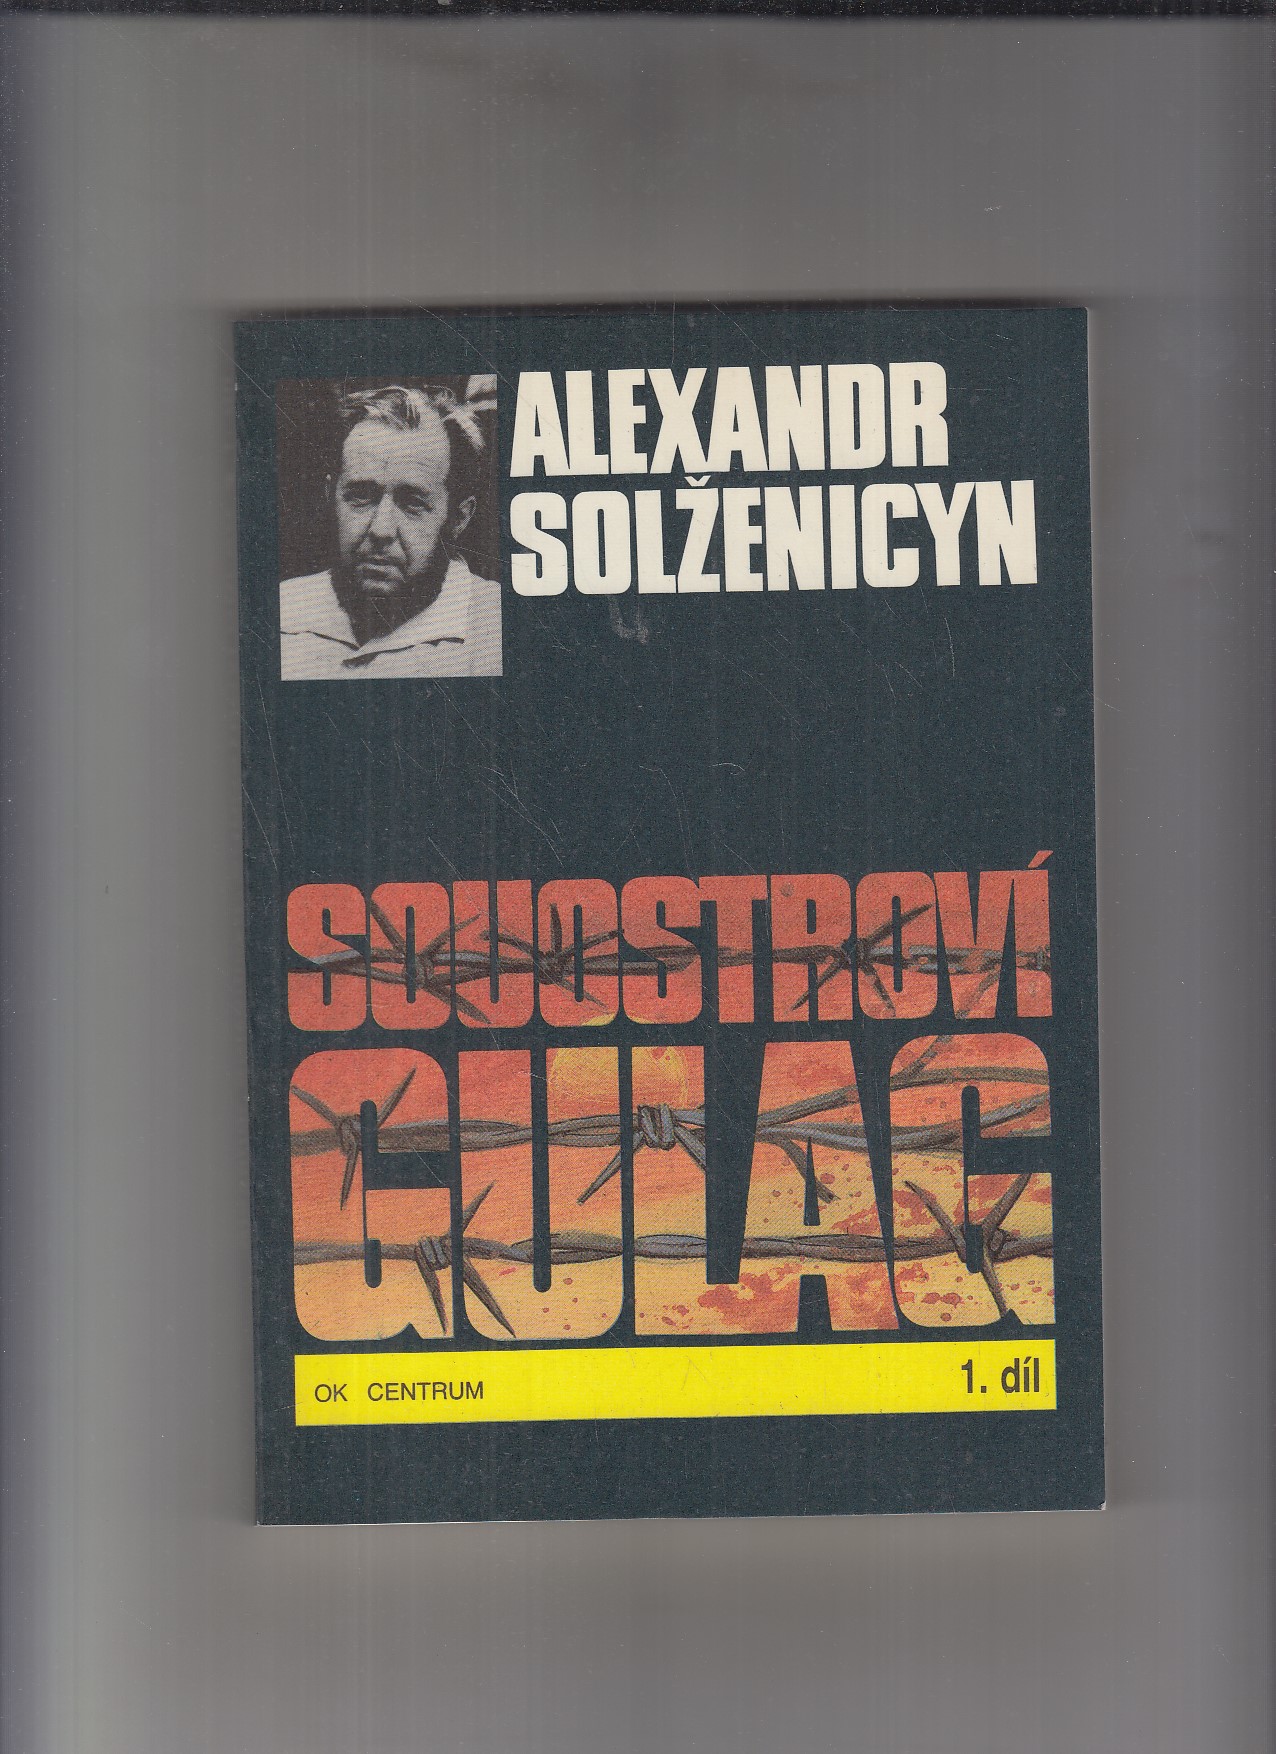 ALEXANDR
SOLŽENICYN
SOUOSTROVÍ
GULAG
OK CENTRUM
1. díl